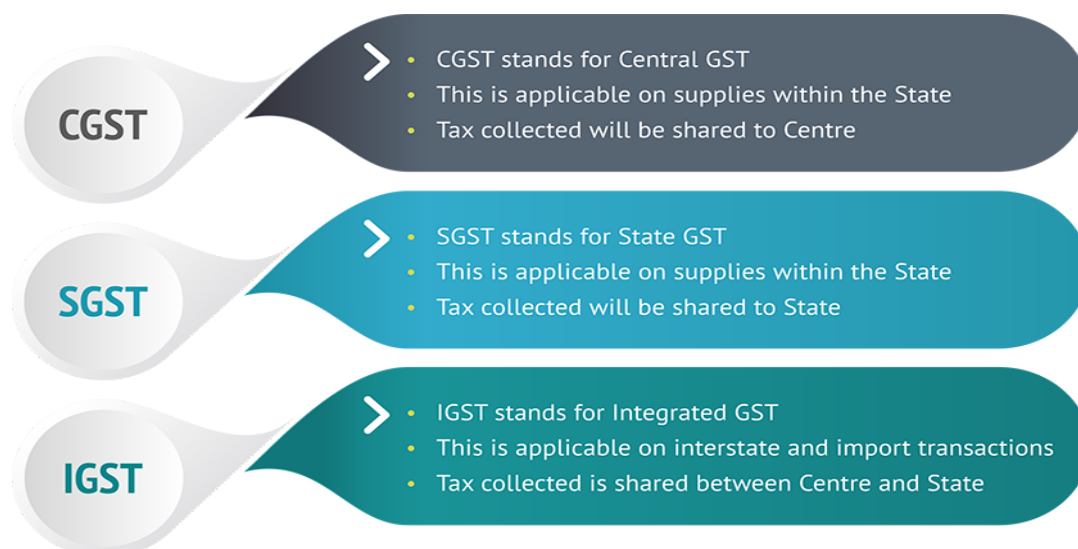 CGST
• CGST stands for Central GST
• This is applicable on supplies within the State
• Tax collected will be shared to Centre
SGST
• SGST stands for State GST
• This is applicable on supplies within the State
• Tax collected will be shared to State
IGST
• IGST stands for Integrated GST
• This is applicable on interstate and import transactions
• Tax collected is shared between Centre and State